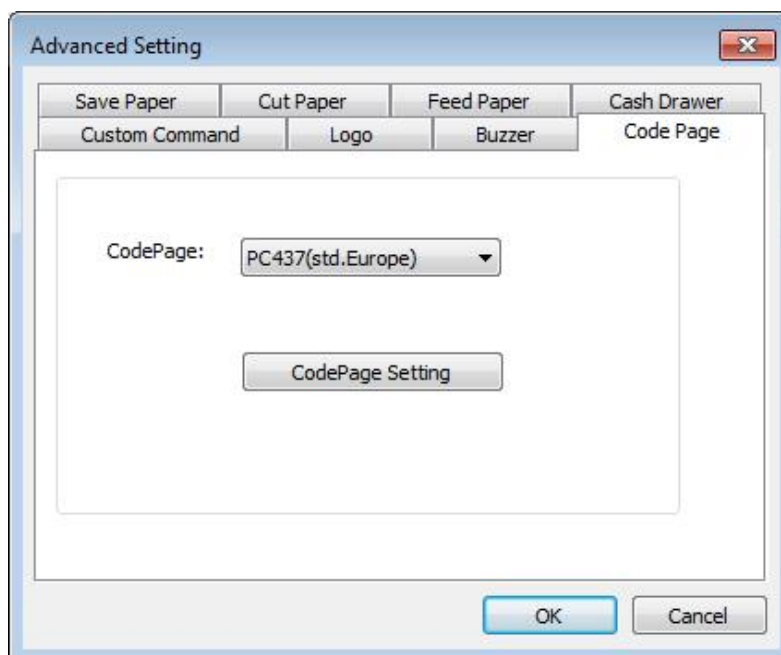 Advanced Setting
Save Paper Cut Paper Feed Paper Cash Drawer
Custom Command Logo Buzzer Code Page
CodePage: PC437(std.Europe)
CodePage Setting
OK Cancel